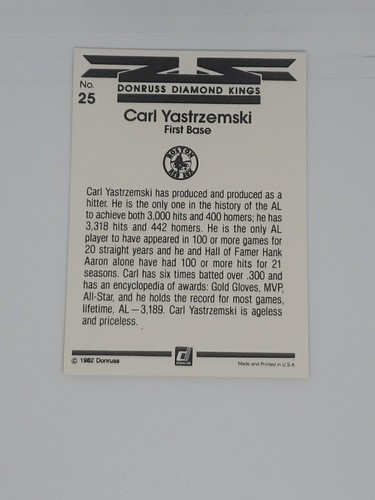 No.
25
DONRUSS DIAMOND KINGS
Carl Yastrzemski
First Base
BOSTON
RED SOX
Carl Yastrzemski has produced and produced as a
hitter. He is the only one in the history of the AL
to achieve both 3,000 hits and 400 homers; he has
3,318 hits and 442 homers. He is the only AL
player to have appeared in 100 or more games for
20 straight years and he and Hall of Famer Hank
Aaron alone have had 100 or more hits for 21
seasons. Carl has six times batted over .300 and
has an encyclopedia of awards: Gold Gloves, MVP,
All-Star, and he holds the record for most games,
lifetime, AL—3,189. Carl Yastrzemski is ageless
and priceless.
© 1982 Donruss
Made and Printed in U.S.A.